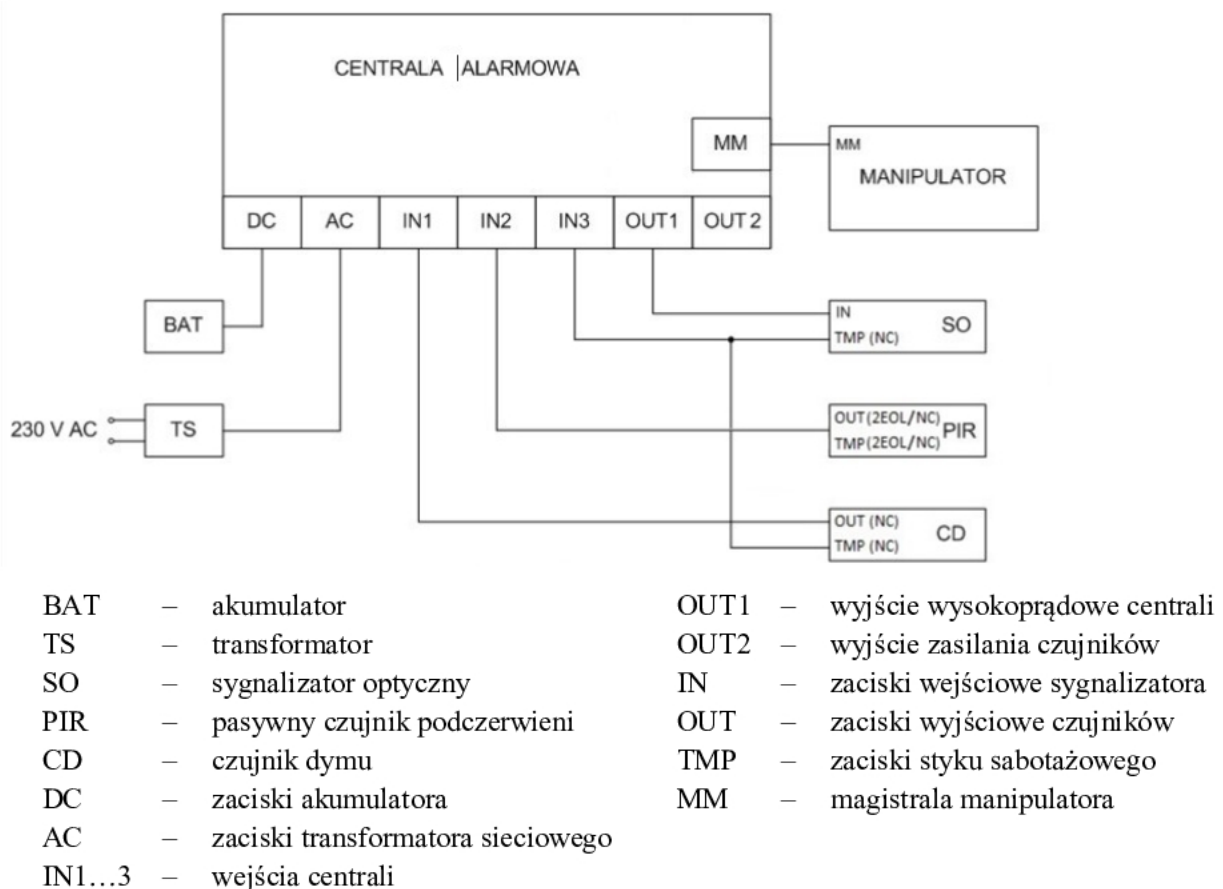 CENTRALA ALARMOWA
MM
MM
MANIPULATOR
DC AC IN1 IN2 IN3 OUT1 OUT 2
BAT
IN
SO
TMP (NC)
230 V AC
TS
OUT(2EOL/NC)
PIR
TMP(2EOL/NC)
OUT (NC)
CD
TMP (NC)
BAT – akumulator
TS – transformator
SO – sygnalizator optyczny
PIR – pasywny czujnik podczerwieni
CD – czujnik dymu
DC – zaciski akumulatora
AC – zaciski transformatora sieciowego
IN1…3 – wejścia centrali
OUT1 – wyjście wysokoprądowe centrali
OUT2 – wyjście zasilania czujników
IN – zaciski wejściowe sygnalizatora
OUT – zaciski wyjściowe czujników
TMP – zaciski styku sabotażowego
MM – magistrala manipulatora